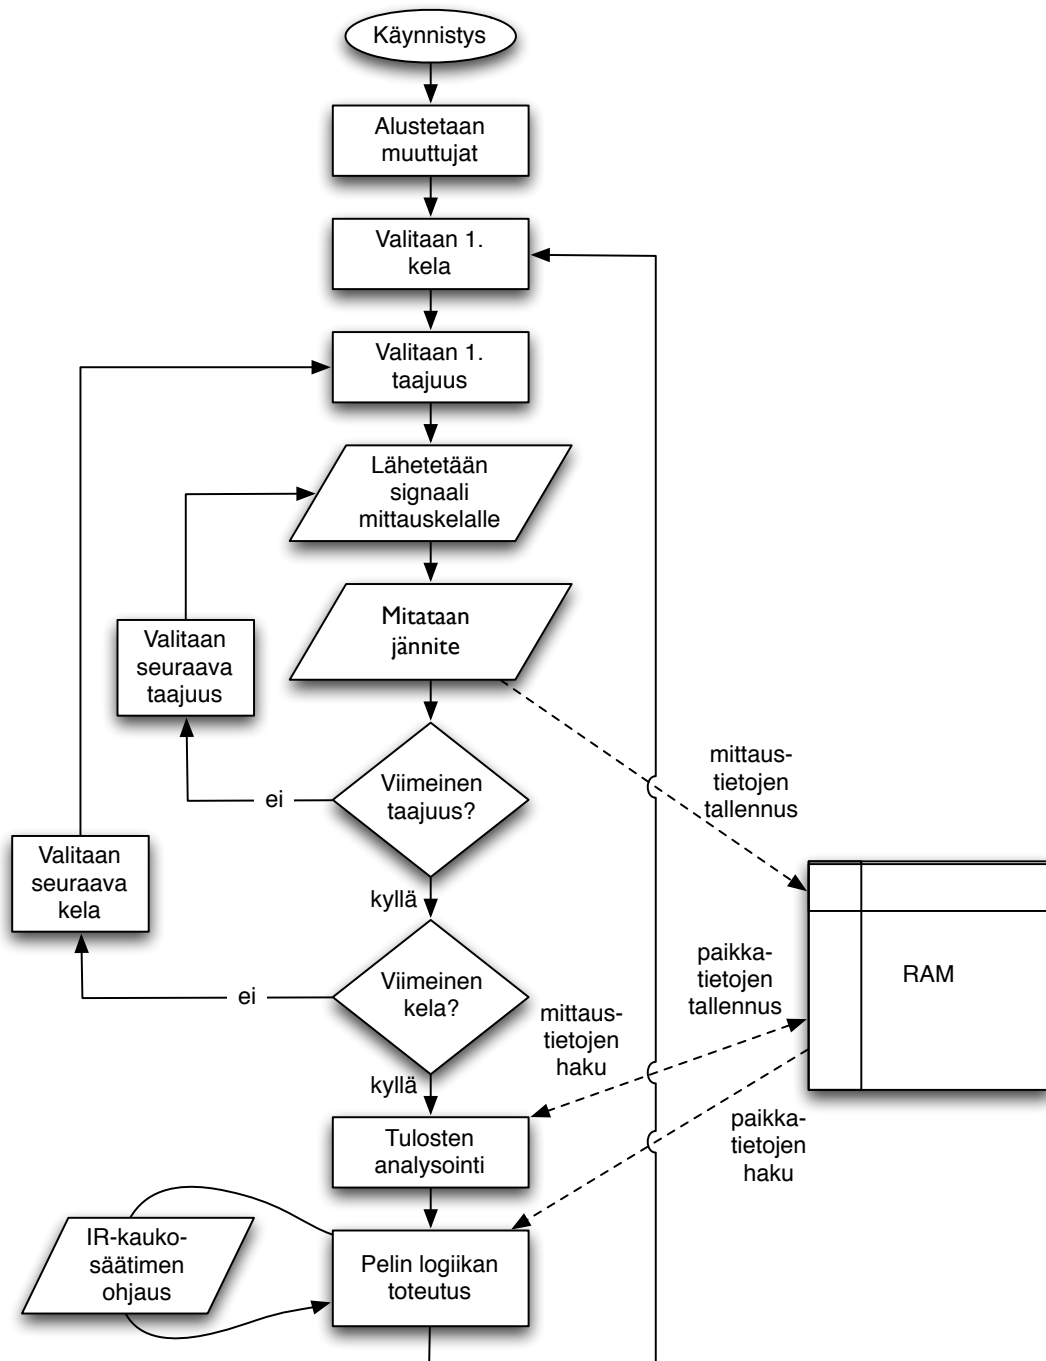 Käynnistys
Alustetaan
muuttujat
Valitaan 1.
kela
Valitaan 1.
taajuus
Lähetetään
signaali
mittauskelalle
Mitataan
jännite
Valitaan
seuraava
taajuus
Viimeinen
taajuus?
ei
kyllä
mittaus-
tietojen
tallennus
Valitaan
seuraava
kela
Viimeinen
kela?
ei
kyllä
paikka-
tietojen
tallennus
RAM
mittaus-
tietojen
haku
paikka-
tietojen
haku
Tulosten
analysointi
IR-kauko-
säätimen
ohjaus
Pelin logiikan
toteutus